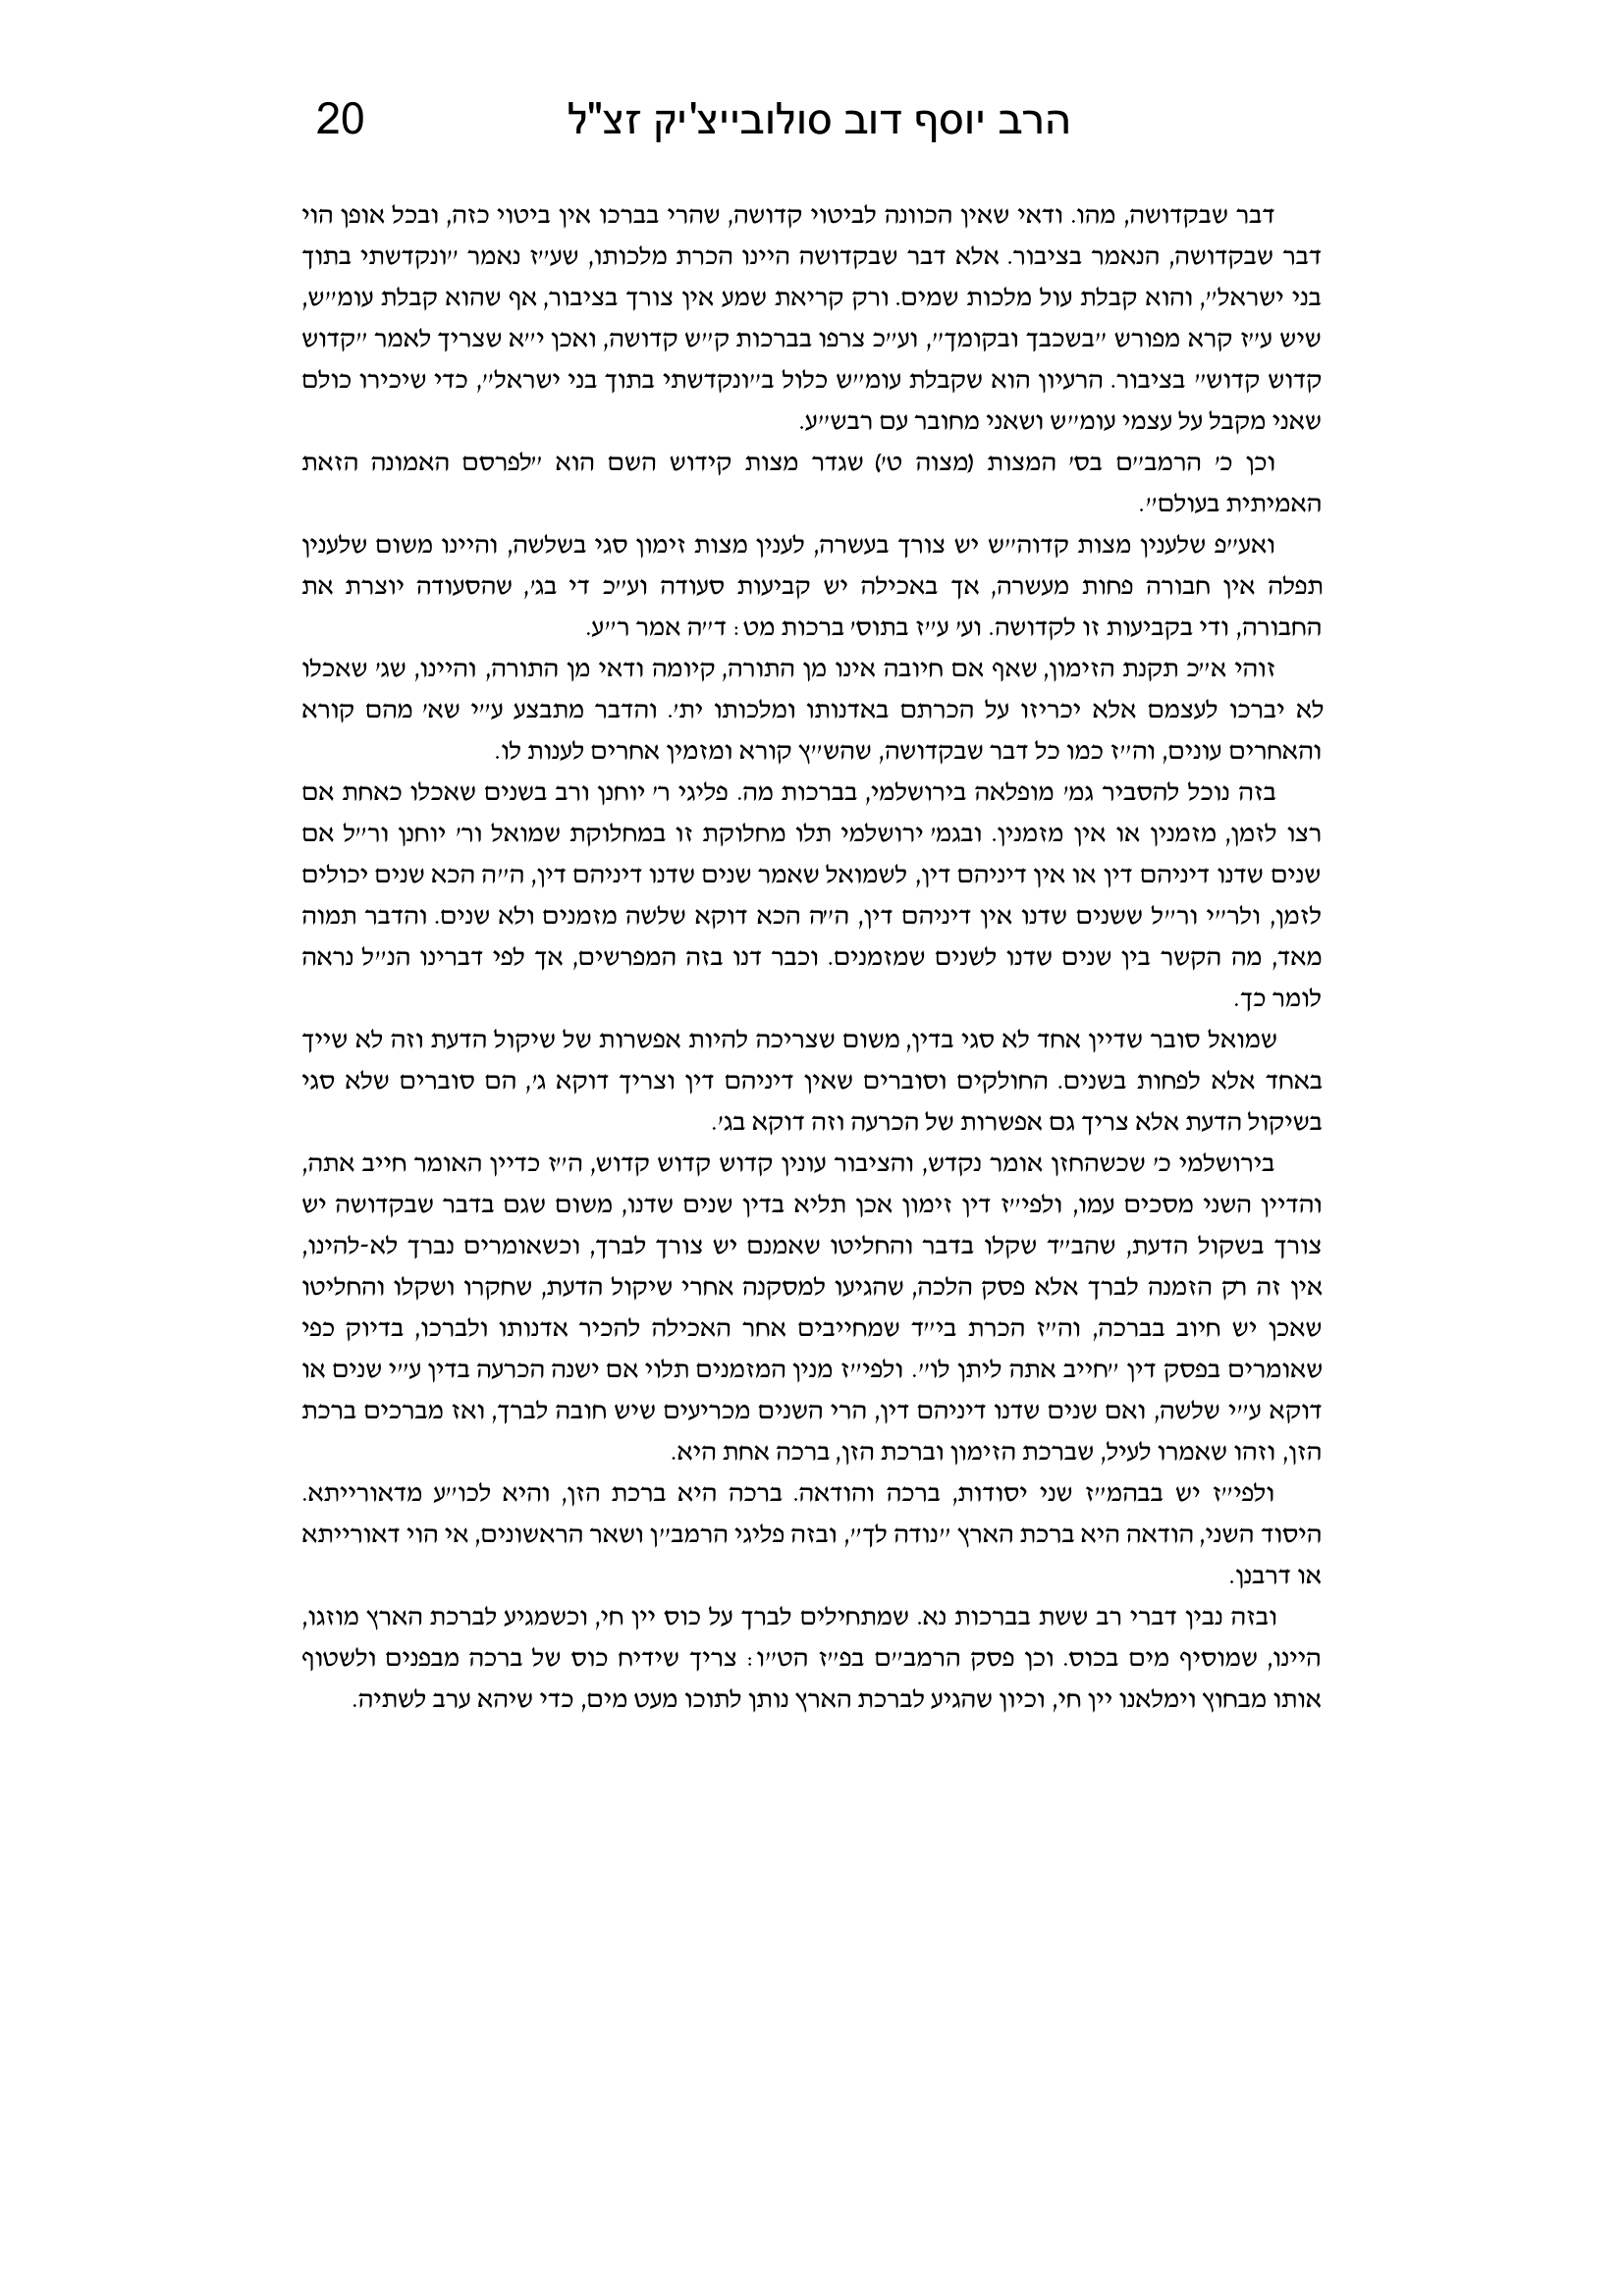 הרב יוסף דוב סולובייצ'יק זצ"ל 20
דבר שבקדושה, מהו. ודאי שאין הכוונה לביטוי קדושה, שהרי בברכו אין ביטוי כזה, ובכל אופן הוי
דבר שבקדושה, הנאמר בציבור. אלא דבר שבקדושה היינו הכרת מלכותו, שע״ז נאמר ״ונקדשתי בתוך
בני ישראל״, והוא קבלת עול מלכות שמים. ורק קריאת שמע אין צורך בציבור, אף שהוא קבלת עומ״ש,
שיש ע״ז קרא מפורש ״בשכבך ובקומך״, וע״כ צרפו בברכות ק״ש קדושה, ואכן י״א שצריך לאמר ״קדוש
קדוש קדוש״ בציבור. הרעיון הוא שקבלת עומ״ש כלול ב״ונקדשתי בתוך בני ישראל״, כדי שיכירו כולם
שאני מקבל על עצמי עומ״ש ושאני מחובר עם רבש״ע.
וכן כ׳ הרמב״ם בס׳ המצות (מצוה ט׳) שגדר מצות קידוש השם הוא ״לפרסם האמונה הזאת
האמיתית בעולם״.
ואע״פ שלענין מצות קדוה״ש יש צורך בעשרה, לענין מצות זימון סגי בשלשה, והיינו משום שלענין
תפלה אין חבורה פחות מעשרה, אך באכילה יש קביעות סעודה וע״כ די בג׳, שהסעודה יוצרת את
החבורה, ודי בקביעות זו לקדושה. ועי׳ ע״ז בתוס׳ ברכות מט: ד״ה אמר ר״ע.
זוהי א״כ תקנת הזימון, שאף אם חיובה אינו מן התורה, קיומה ודאי מן התורה, והיינו, שג׳ שאכלו
לא יברכו לעצמם אלא יכריזו על הכרתם באדנותו ומלכותו ית׳. והדבר מתבצע ע״י שא׳ מהם קורא
והאחרים עונים, וה״ז כמו כל דבר שבקדושה, שהש״ץ קורא ומזמין אחרים לענות לו.
בזה נוכל להסביר גמ׳ מופלאה בירושלמי, בברכות מה. פליגי ר׳ יוחנן ורב בשנים שאכלו כאחת אם
רצו לזמן, מזמנין או אין מזמנין. ובגמ׳ ירושלמי תלו מחלוקת זו במחלוקת שמואל ור׳ יוחנן ור״ל אם
שנים שדנו דיניהם דין או אין דיניהם דין, לשמואל שאמר שנים שדנו דיניהם דין, ה״ה הכא שנים יכולים
לזמן, ולר״י ור״ל ששנים שדנו אין דיניהם דין, ה״ה הכא דוקא שלשה מזמנים ולא שנים. והדבר תמוה
מאד, מה הקשר בין שנים שדנו לשנים שמזמנים. וכבר דנו בזה המפרשים, אך לפי דברינו הנ״ל נראה
לומר כך.
שמואל סובר שדיין אחד לא סגי בדין, משום שצריכה להיות אפשרות של שיקול הדעת וזה לא שייך
באחד אלא לפחות בשנים. החולקים וסוברים שאין דיניהם דין וצריך דוקא ג׳, הם סוברים שלא סגי
בשיקול הדעת אלא צריך גם אפשרות של הכרעה וזה דוקא בג׳.
בירושלמי כ׳ שכשהחזן אומר נקדש, והציבור עונין קדוש קדוש קדוש, ה״ז כדיין האומר חייב אתה,
והדיין השני מסכים עמו, ולפי״ז דין זימון אכן תליא בדין שנים שדנו, משום שגם בדבר שבקדושה יש
צורך בשקול הדעת, שהב״ד שקלו בדבר והחליטו שאמנם יש צורך לברך, וכשאומרים נברך לא-להינו,
אין זה רק הזמנה לברך אלא פסק הלכה, שהגיעו למסקנה אחרי שיקול הדעת, שחקרו ושקלו והחליטו
שאכן יש חיוב בברכה, וה״ז הכרת בי״ד שמחייבים אחר האכילה להכיר אדנותו ולברכו, בדיוק כפי
שאומרים בפסק דין ״חייב אתה ליתן לו״. ולפי״ז מנין המזמנים תלוי אם ישנה הכרעה בדין ע״י שנים או
דוקא ע״י שלשה, ואם שנים שדנו דיניהם דין, הרי השנים מכריעים שיש חובה לברך, ואז מברכים ברכת
הזן, וזהו שאמרו לעיל, שברכת הזימון וברכת הזן, ברכה אחת היא.
ולפי״ז יש בבהמ״ז שני יסודות, ברכה והודאה. ברכה היא ברכת הזן, והיא לכו״ע מדאורייתא.
היסוד השני, הודאה היא ברכת הארץ ״נודה לך״, ובזה פליגי הרמב״ן ושאר הראשונים, אי הוי דאורייתא
או דרבנן.
ובזה נבין דברי רב ששת בברכות נא. שמתחילים לברך על כוס יין חי, וכשמגיע לברכת הארץ מוזגו,
היינו, שמוסיף מים בכוס. וכן פסק הרמב״ם בפ״ז הט״ו: צריך שידיח כוס של ברכה מבפנים ולשטוף
אותו מבחוץ וימלאנו יין חי, וכיון שהגיע לברכת הארץ נותן לתוכו מעט מים, כדי שיהא ערב לשתיה.